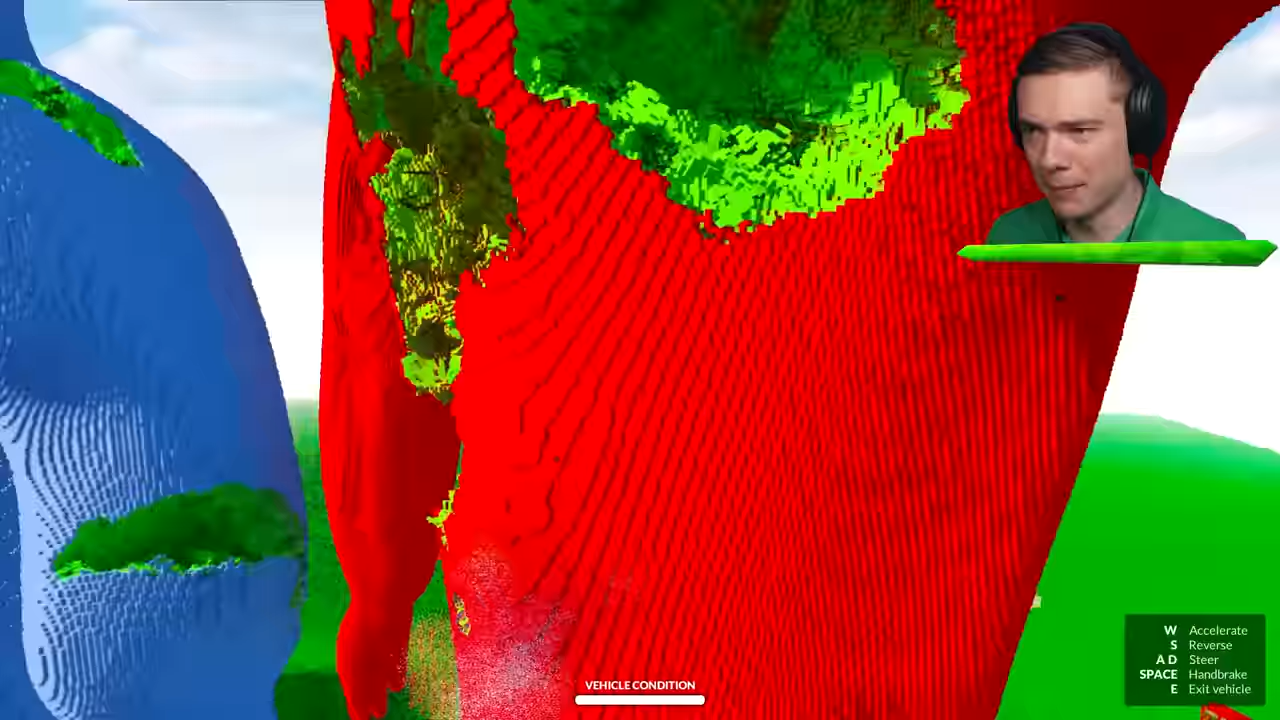 W Accelerate
S Reverse
A D Steer
SPACE Handbrake
E Exit vehicle
VEHICLE CONDITION